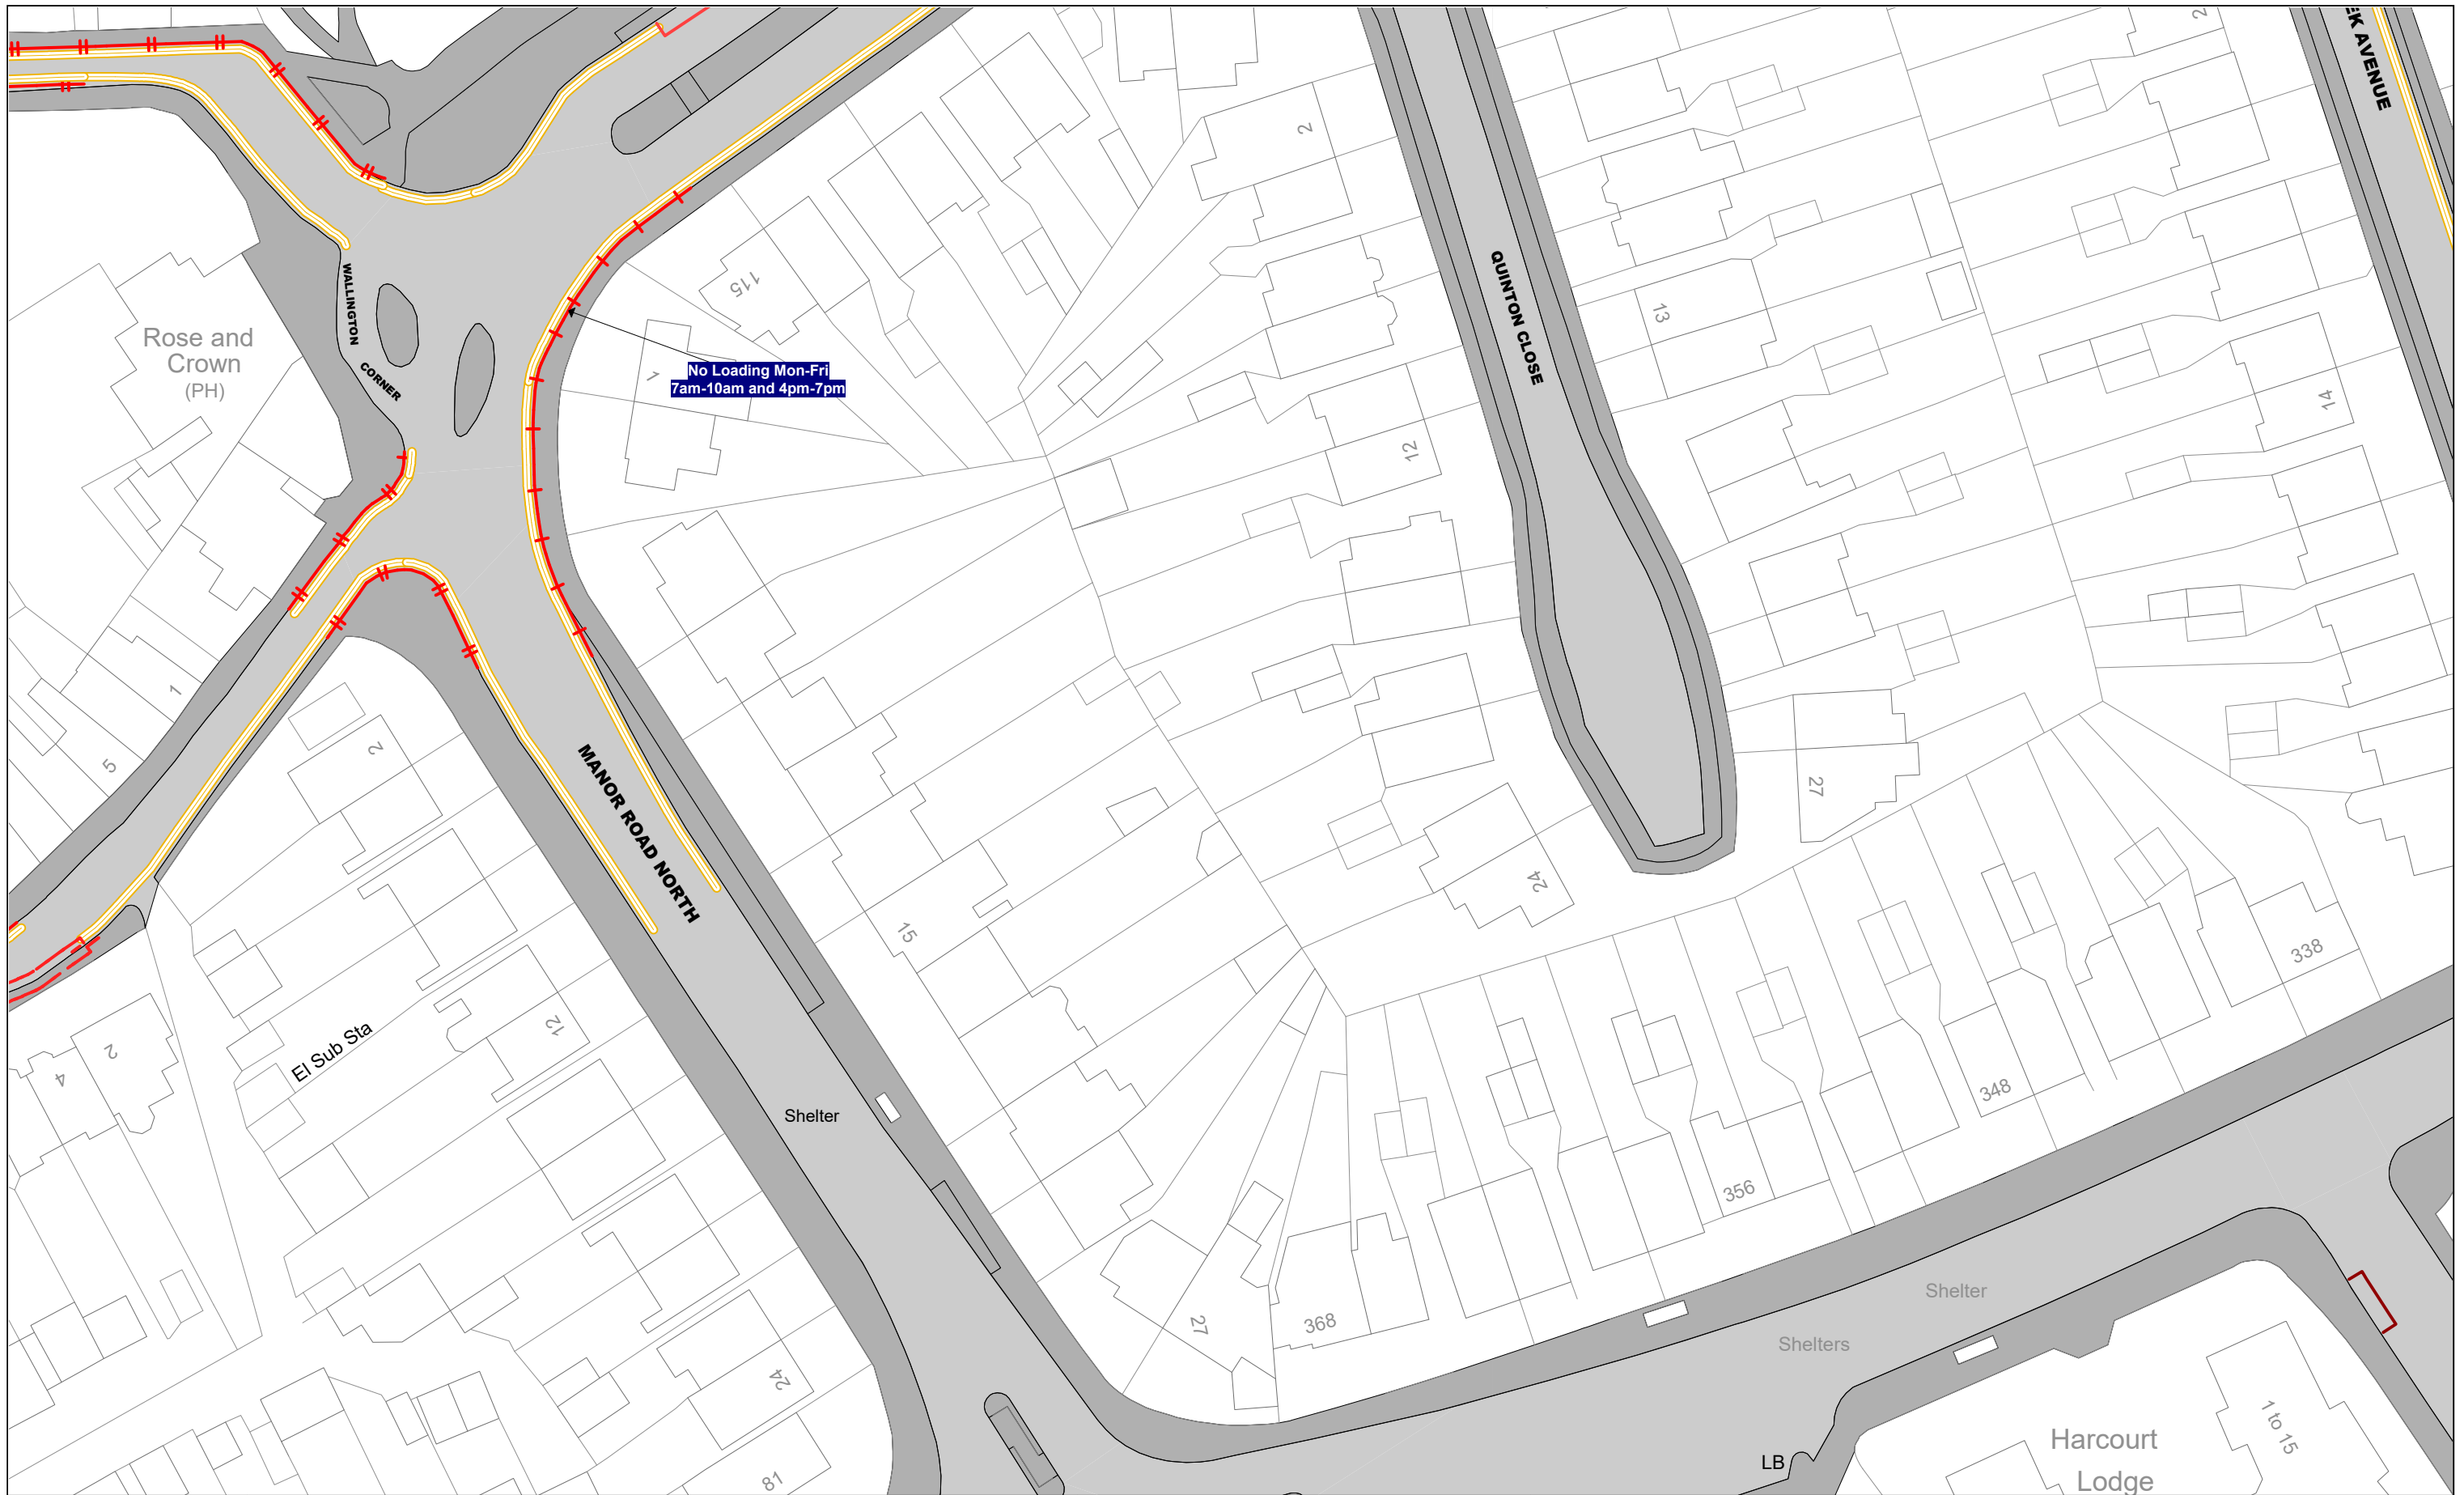 EK AVENUE
2
2
QUINTON CLOSE
115
13
WALLINGTON
CORNER
Rose and
Crown
(PH)
1
No Loading Mon-Fri
7am-10am and 4pm-7pm
14
12
1
2
5
27
MANOR ROAD NORTH
24
15
338
12
El Sub Sta
2
4
348
Shelter
356
Shelter
27
368
Shelters
24
1 to 15
Harcourt
Lodge
LB
81